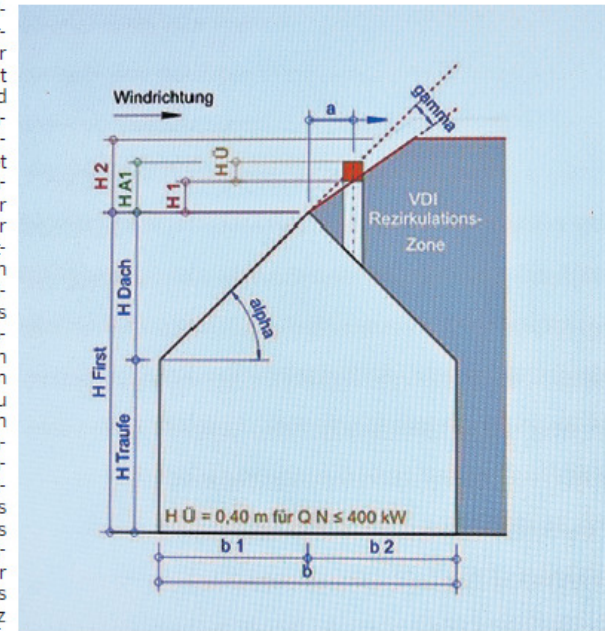 Windrichtung
a
gamma
H 2
H A1
H 1
H Ü
VDI
Rezirkulations-
Zone
H First
H Dach
alpha
H Traufe
H Ü = 0,40 m für Q N ≤ 400 kW
b 1
b 2
b